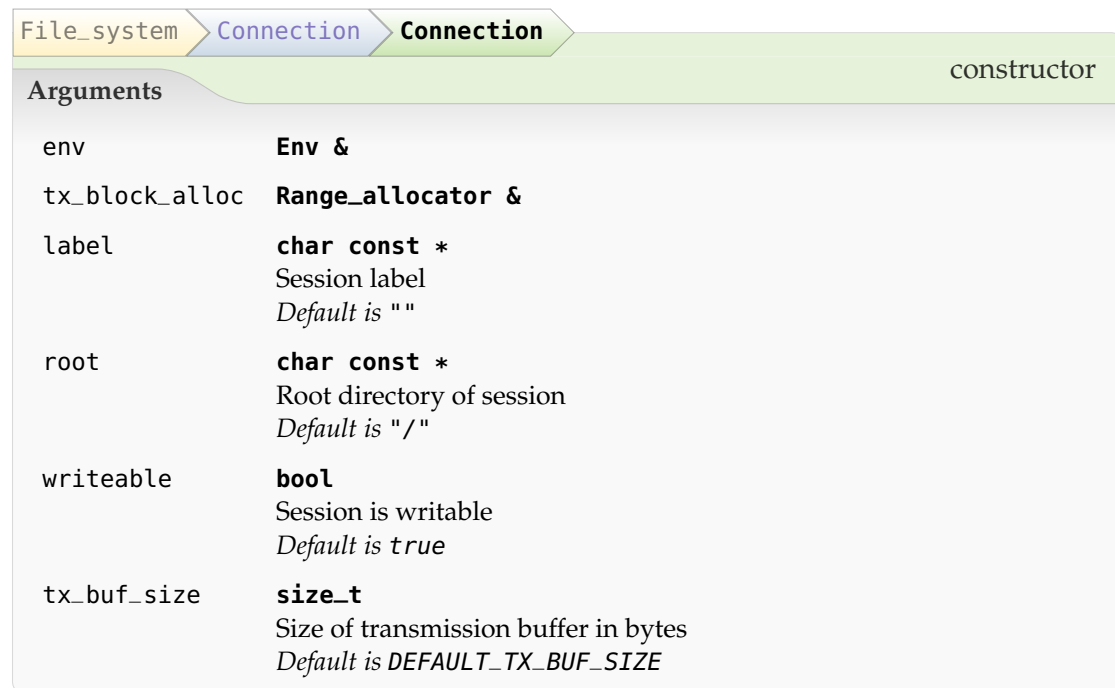 File_system Connection Connection
constructor
Arguments
env Env &
tx_block_alloc Range_allocator &
label char const *
Session label
Default is ""
root char const *
Root directory of session
Default is "/"
writeable bool
Session is writable
Default is true
tx_buf_size size_t
Size of transmission buffer in bytes
Default is DEFAULT_TX_BUF_SIZE